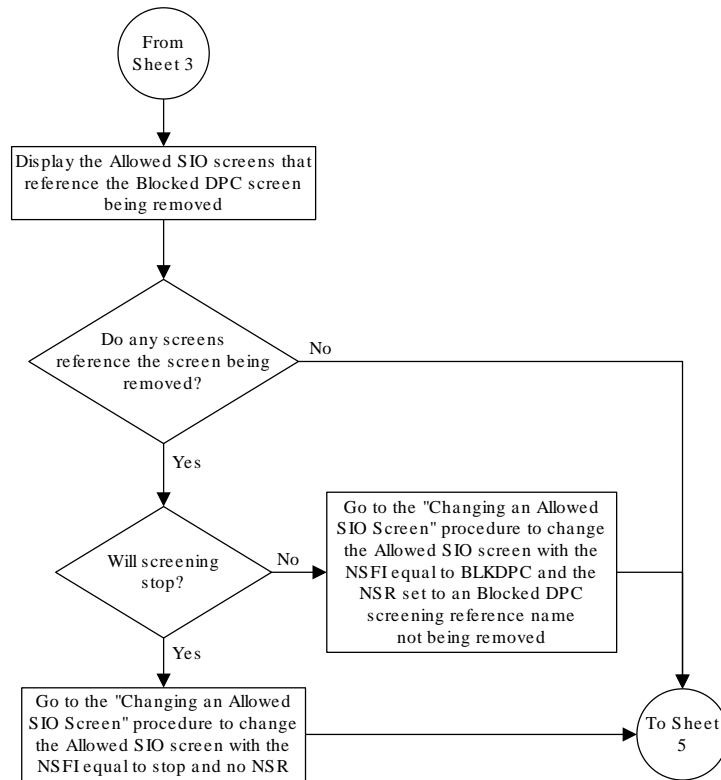 From
Sheet 3
Display the Allowed SIO screens that
reference the Blocked DPC screen
being removed
Do any screens
reference the screen being
removed?
No
Yes
Will screening
stop?
No
Go to the "Changing an Allowed
SIO Screen" procedure to change
the Allowed SIO screen with the
NSFI equal to BLKDPC and the
NSR set to an Blocked DPC
screening reference name
not being removed
Yes
Go to the "Changing an Allowed
SIO Screen" procedure to change
the Allowed SIO screen with the
NSFI equal to stop and no NSR
To Sheet
5